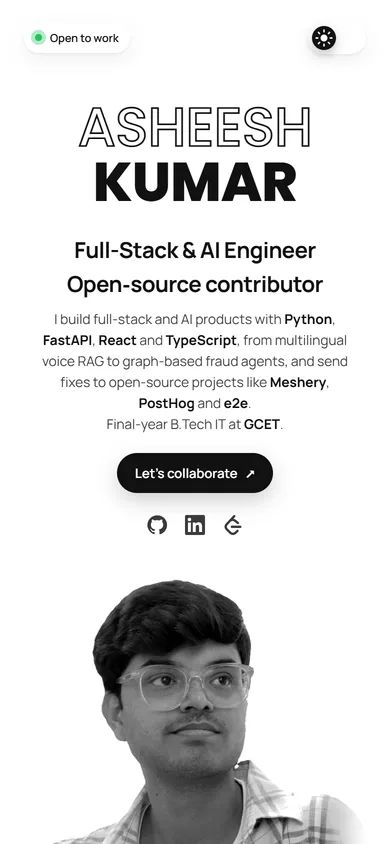 Open to work
ASHEESH
KUMAR
Full-Stack & AI Engineer
Open-source contributor
I build full-stack and AI products with Python,
FastAPI, React and TypeScript, from multilingual
voice RAG to graph-based fraud agents, and send
fixes to open-source projects like Meshery,
PostHog and e2e.
Final-year B.Tech IT at GCET.
Let's collaborate ↗
in